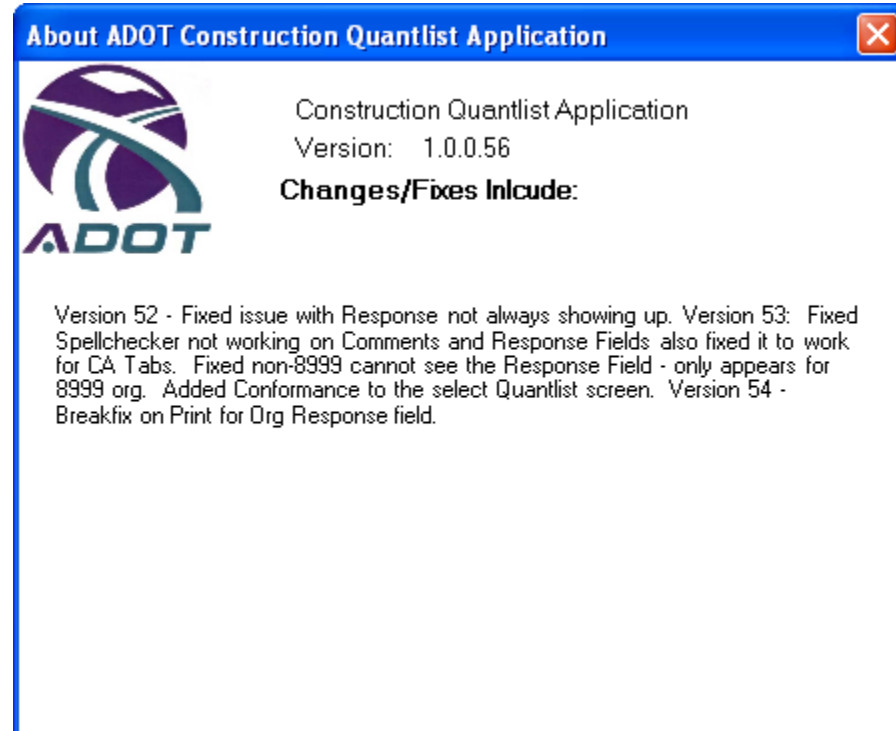 About ADOT Construction Quantlist Application
Construction Quantlist Application
Version: 1.0.0.56
Changes/Fixes Inlcude:
ADOT
Version 52 - Fixed issue with Response not always showing up. Version 53: Fixed
Spellchecker not working on Comments and Response Fields also fixed it to work
for CA Tabs. Fixed non-8999 cannot see the Response Field - only appears for
8999 org. Added Conformance to the select Quantlist screen. Version 54 -
Breakfix on Print for Org Response field.